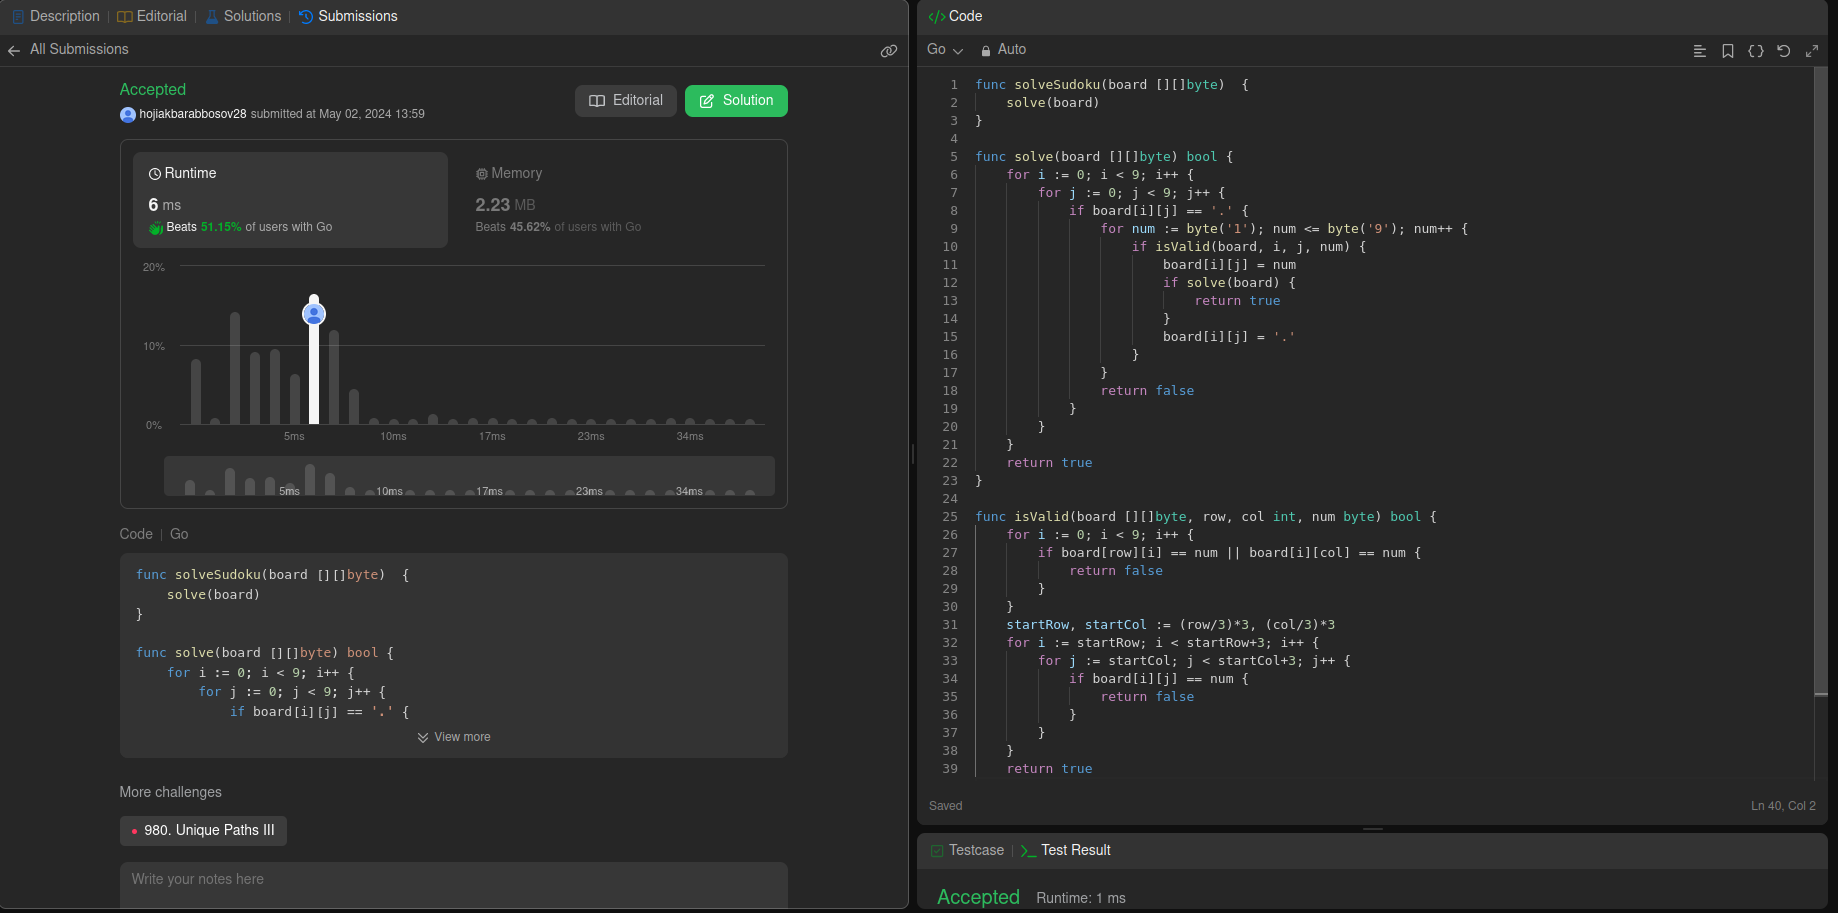 Description | Editorial | Solutions | Submissions
All Submissions
Accepted
hojiakbarabbosov28 submitted at May 02, 2024 13:59
Editorial
Solution
Runtime
6 ms
Beats 51.15% of users with Go
Memory
2.23 MB
Beats 45.62% of users with Go
20%
10%
0%
5ms 10ms 17ms 23ms 34ms
5ms 10ms 17ms 23ms 34ms
Code | Go
func solveSudoku(board [][]byte)  {
    solve(board)
}
func solve(board [][]byte) bool {
    for i := 0; i < 9; i++ {
        for j := 0; j < 9; j++ {
            if board[i][j] == '.' {
View more
More challenges
980. Unique Paths III
Write your notes here
</> Code
Go
Auto
1 func solveSudoku(board [][]byte)  {
2     solve(board)
3 }
4
5 func solve(board [][]byte) bool {
6     for i := 0; i < 9; i++ {
7         for j := 0; j < 9; j++ {
8             if board[i][j] == '.' {
9                 for num := byte('1'); num <= byte('9'); num++ {
10                     if isValid(board, i, j, num) {
11                         board[i][j] = num
12                         if solve(board) {
13                             return true
14                         }
15                         board[i][j] = '.'
16                     }
17                 }
18                 return false
19             }
20         }
21     }
22     return true
23 }
24
25 func isValid(board [][]byte, row, col int, num byte) bool {
26     for i := 0; i < 9; i++ {
27         if board[row][i] == num || board[i][col] == num {
28             return false
29         }
30     }
31     startRow, startCol := (row/3)*3, (col/3)*3
32     for i := startRow; i < startRow+3; i++ {
33         for j := startCol; j < startCol+3; j++ {
34             if board[i][j] == num {
35                 return false
36             }
37         }
38     }
39     return true
Saved
Ln 40, Col 2
Testcase | Test Result
Accepted Runtime: 1 ms